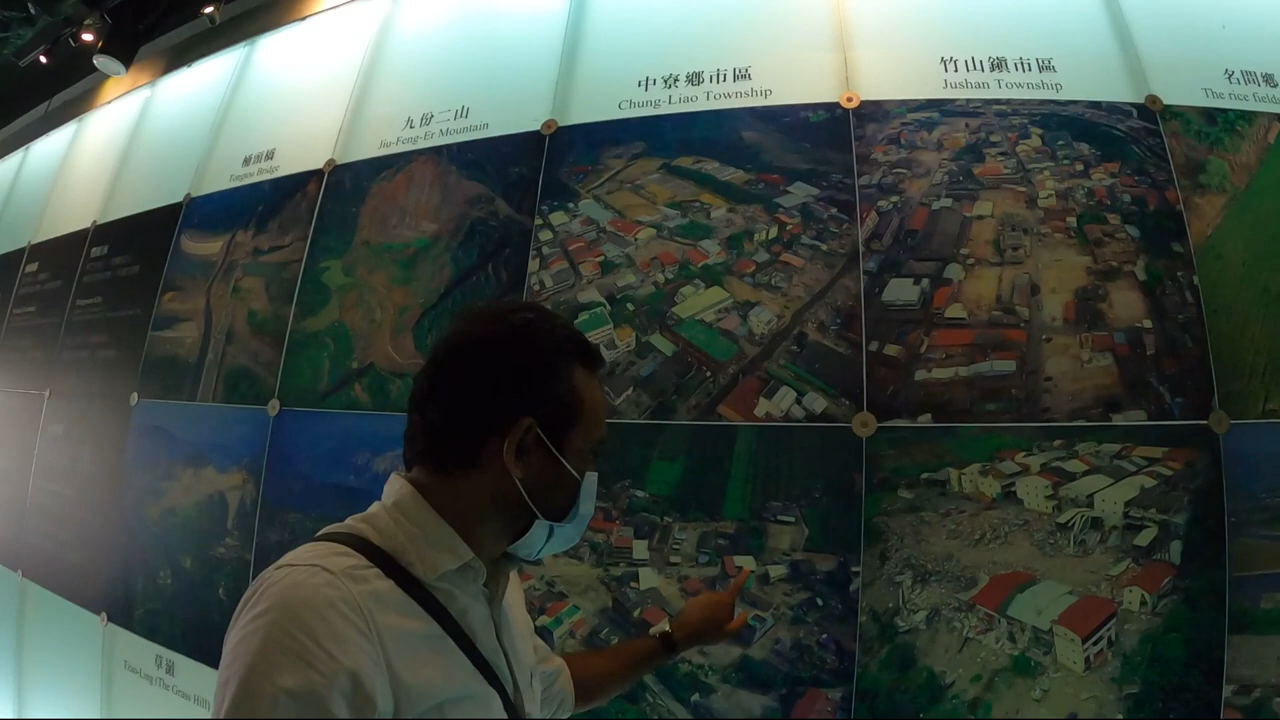 桶頭橋
Tongtou Bridge
九份二山
Jiu-Feng-Er Mountain
中寮鄉市區
Chung-Liao Township
竹山鎮市區
Jushan Township
名間鄉
The rice field
草嶺
Tsao-Ling (The Grass Hill)